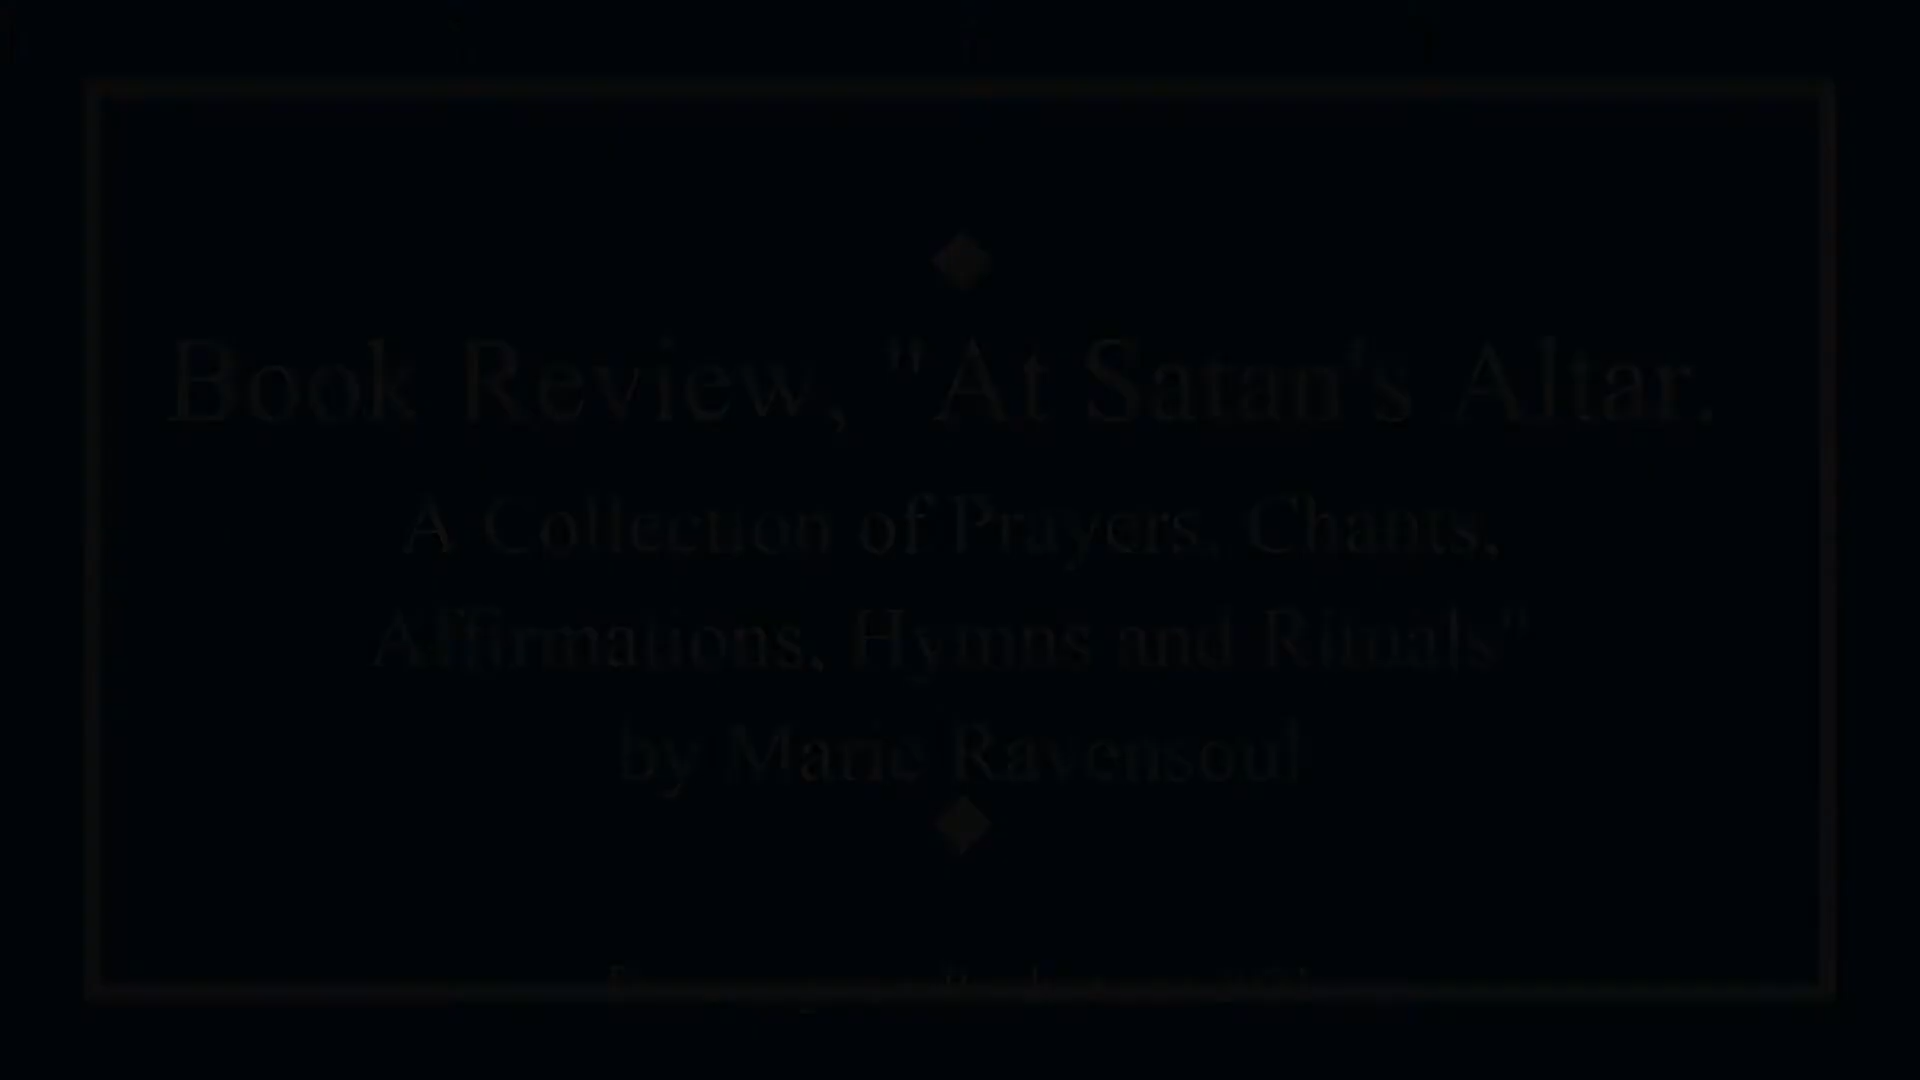 Book Review, "At Satan's Altar.
A Collection of Prayers, Chants,
Affirmations, Hymns and Rituals"
by Marie Ravensoul